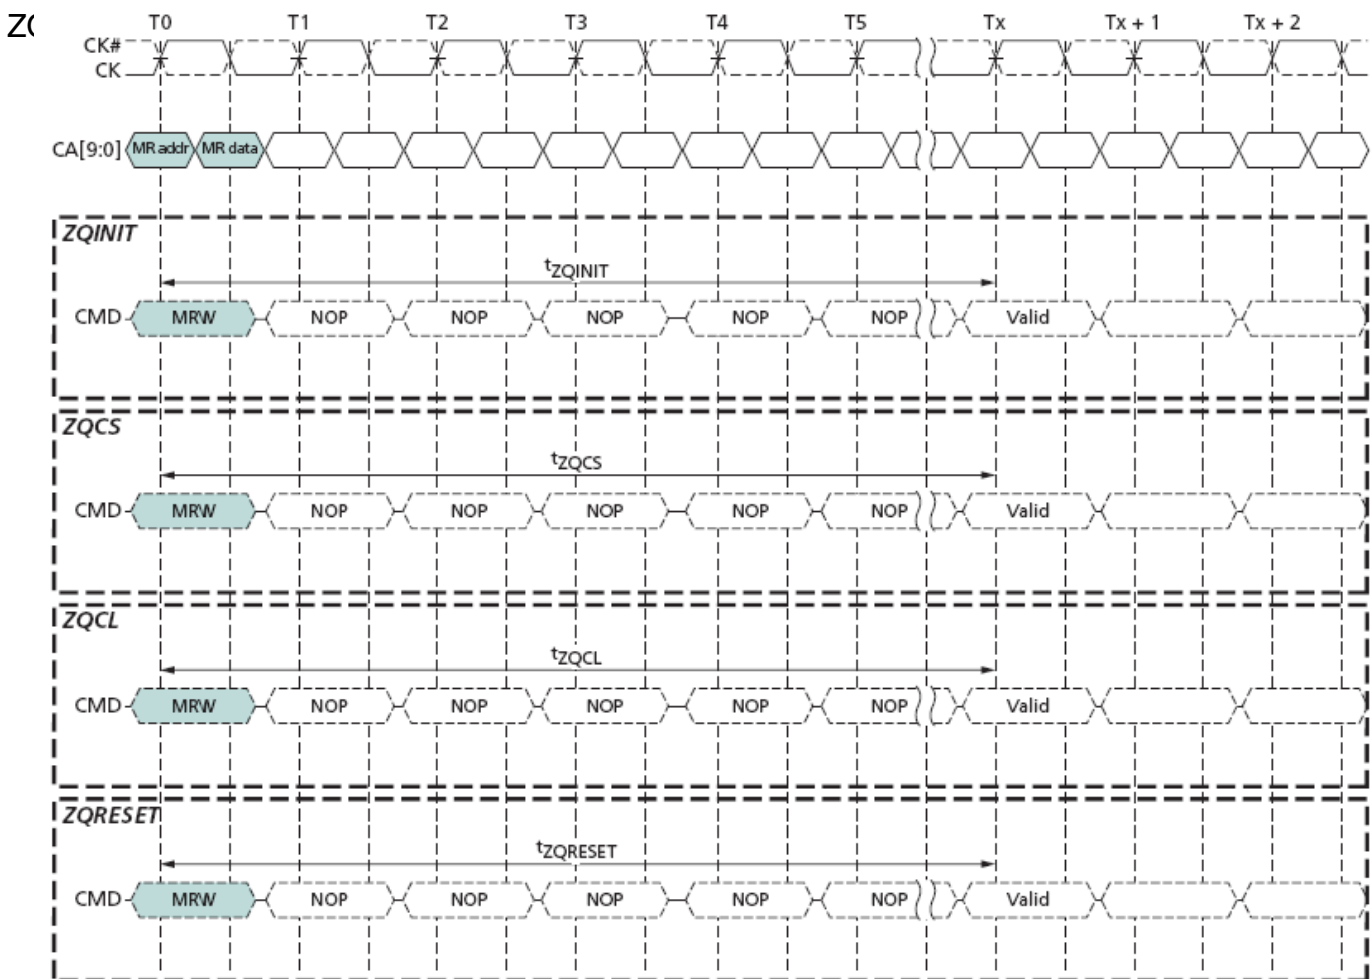 T0 T1 T2 T3 T4 T5 Tx Tx + 1 Tx + 2
CK#
CK
CA[9:0] MR addr MR data
ZQINIT
tZQINIT
CMD MRW NOP NOP NOP NOP NOP Valid
ZQCS
tZQCS
CMD MRW NOP NOP NOP NOP NOP Valid
ZQCL
tZQCL
CMD MRW NOP NOP NOP NOP NOP Valid
ZQRESET
tZQRESET
CMD MRW NOP NOP NOP NOP NOP Valid